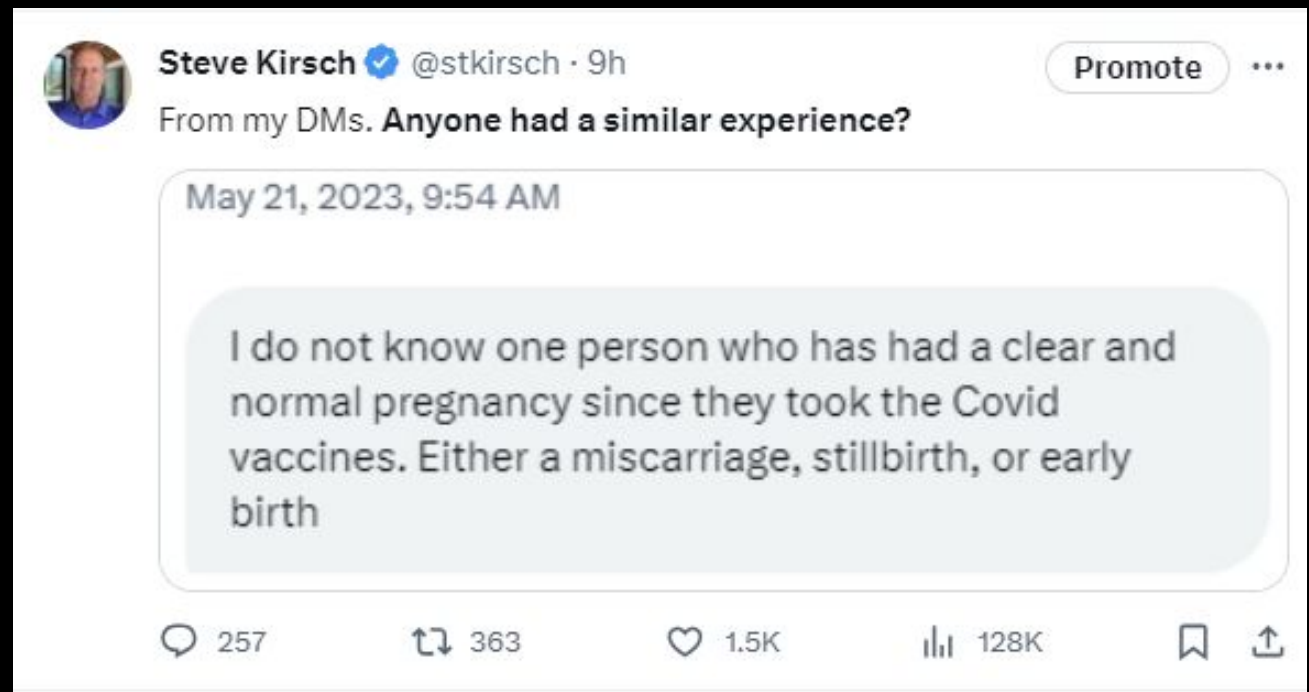 Steve Kirsch @stkirsch · 9h
Promote
From my DMs. Anyone had a similar experience?
May 21, 2023, 9:54 AM
I do not know one person who has had a clear and
normal pregnancy since they took the Covid
vaccines. Either a miscarriage, stillbirth, or early
birth
257 363 1.5K 128K